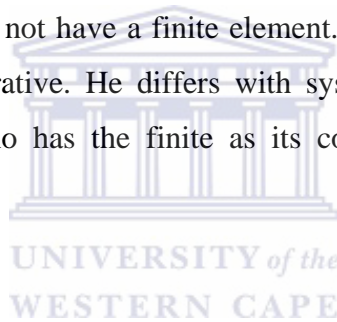 not have a finite element.
rative. He differs with sys
o has the finite as its co
UNIVERSITY of the
WESTERN CAPE